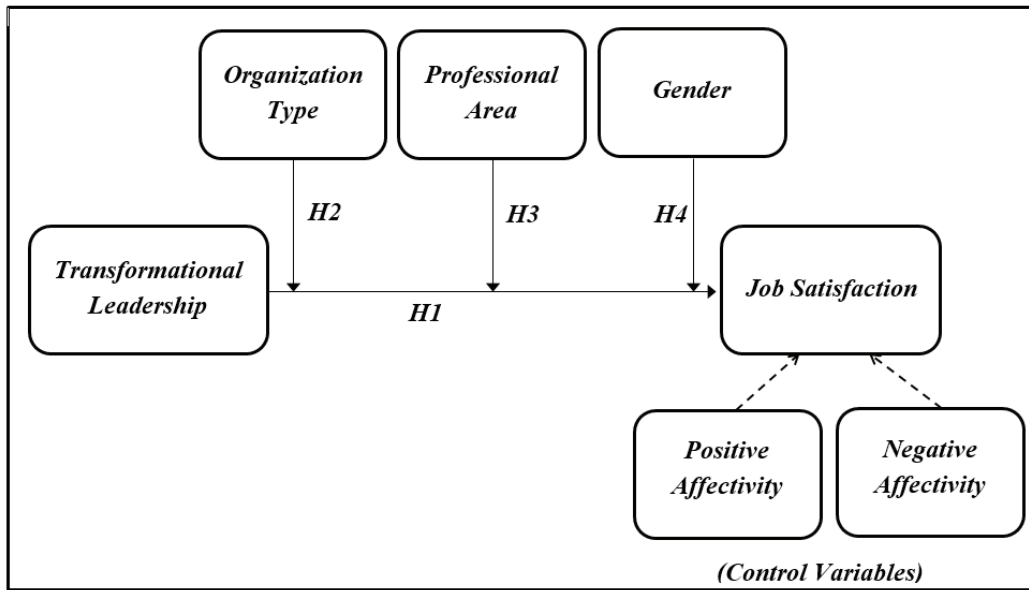 Organization
Type
Professional
Area
Gender
H2
H3
H4
Transformational
Leadership
H1
Job Satisfaction
Positive
Affectivity
Negative
Affectivity
(Control Variables)